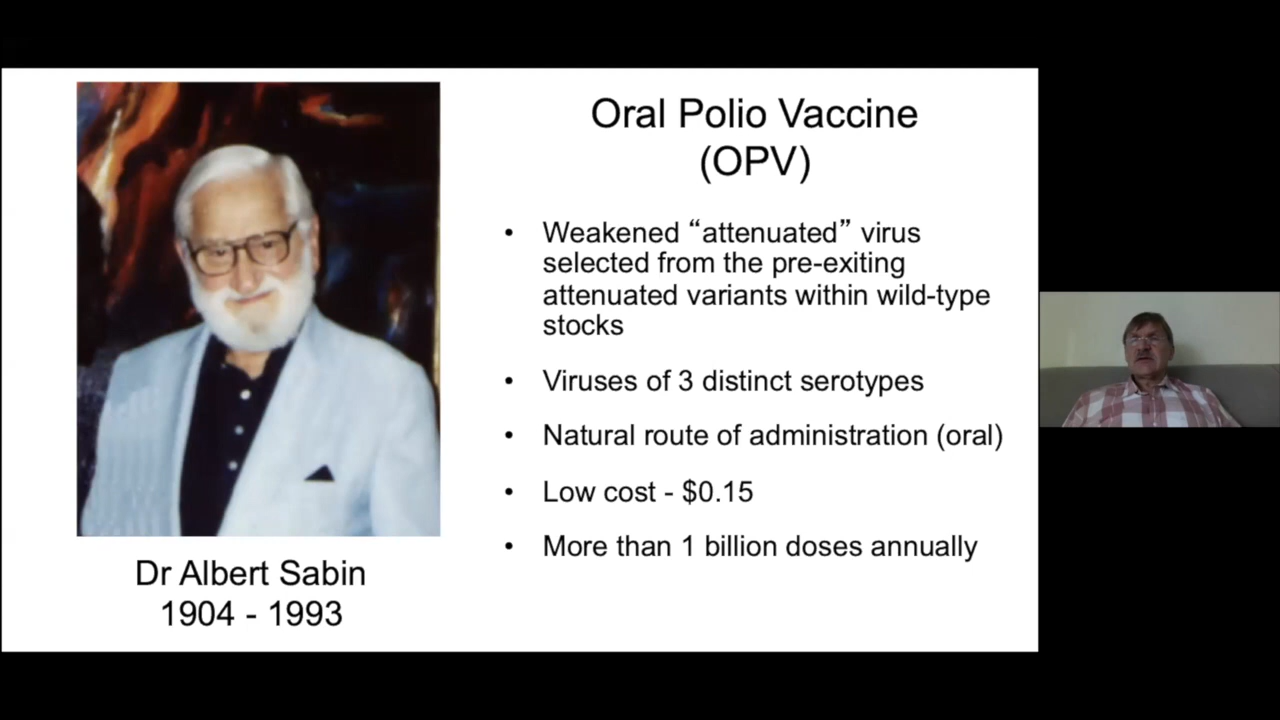 Oral Polio Vaccine
(OPV)
• Weakened “attenuated” virus
selected from the pre-exiting
attenuated variants within wild-type
stocks
• Viruses of 3 distinct serotypes
• Natural route of administration (oral)
• Low cost - $0.15
• More than 1 billion doses annually
Dr Albert Sabin
1904 - 1993